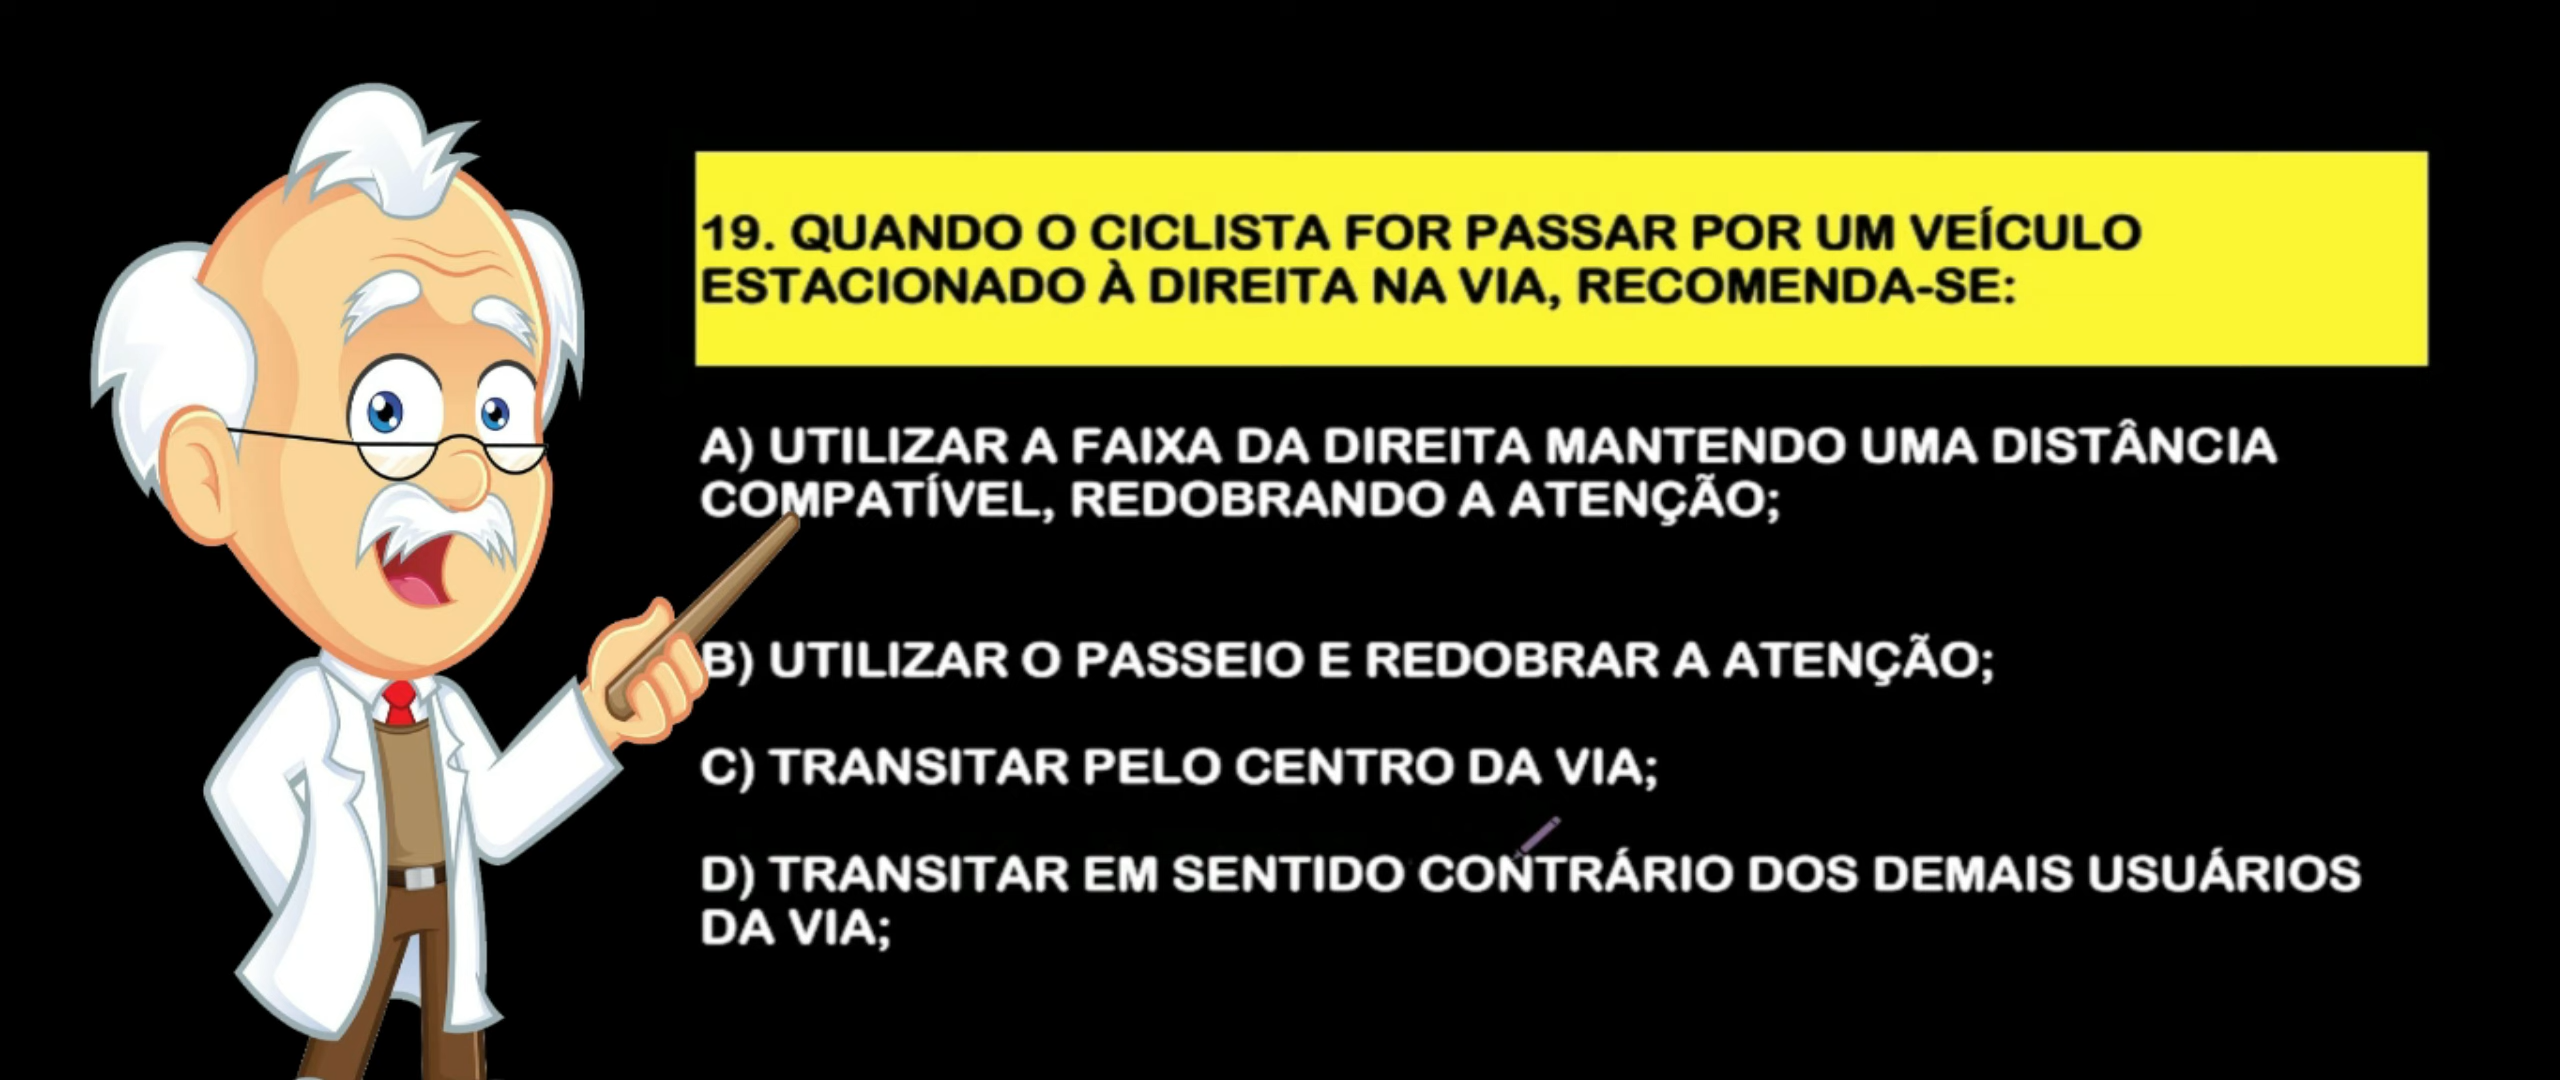 19. QUANDO O CICLISTA FOR PASSAR POR UM VEÍCULO
ESTACIONADO À DIREITA NA VIA, RECOMENDA-SE:
A) UTILIZAR A FAIXA DA DIREITA MANTENDO UMA DISTÂNCIA
COMPATÍVEL, REDOBRANDO A ATENÇÃO;
B) UTILIZAR O PASSEIO E REDOBRAR A ATENÇÃO;
C) TRANSITAR PELO CENTRO DA VIA;
D) TRANSITAR EM SENTIDO CONTRÁRIO DOS DEMAIS USUÁRIOS
DA VIA;